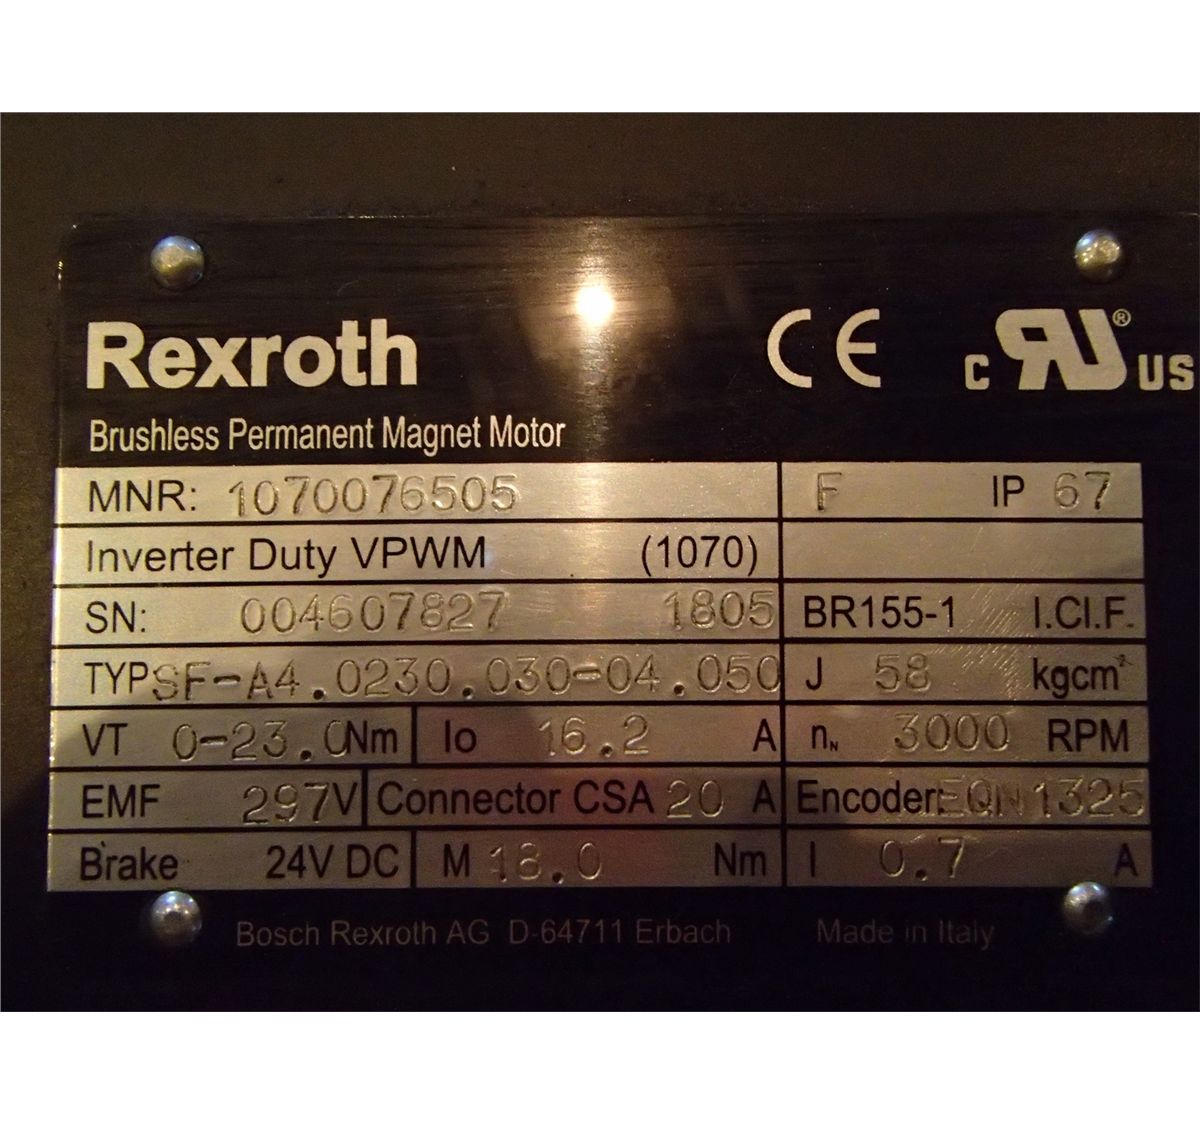 Rexroth
CE
c RU® US
Brushless Permanent Magnet Motor
MNR: 1070076505 F IP 67
Inverter Duty VPWM (1070)
SN: 004607827 1805 BR155-1 I.Cl.F.
TYP SF-A4.0230.030-04.050 J 58 kgcm²
VT 0-23.0Nm Io 16.2 A nN 3000 RPM
EMF 297V Connector CSA 20 A Encoder: EQN1325
Brake 24V DC M 18.0 Nm I 0.7 A
Bosch Rexroth AG D-64711 Erbach Made in Italy